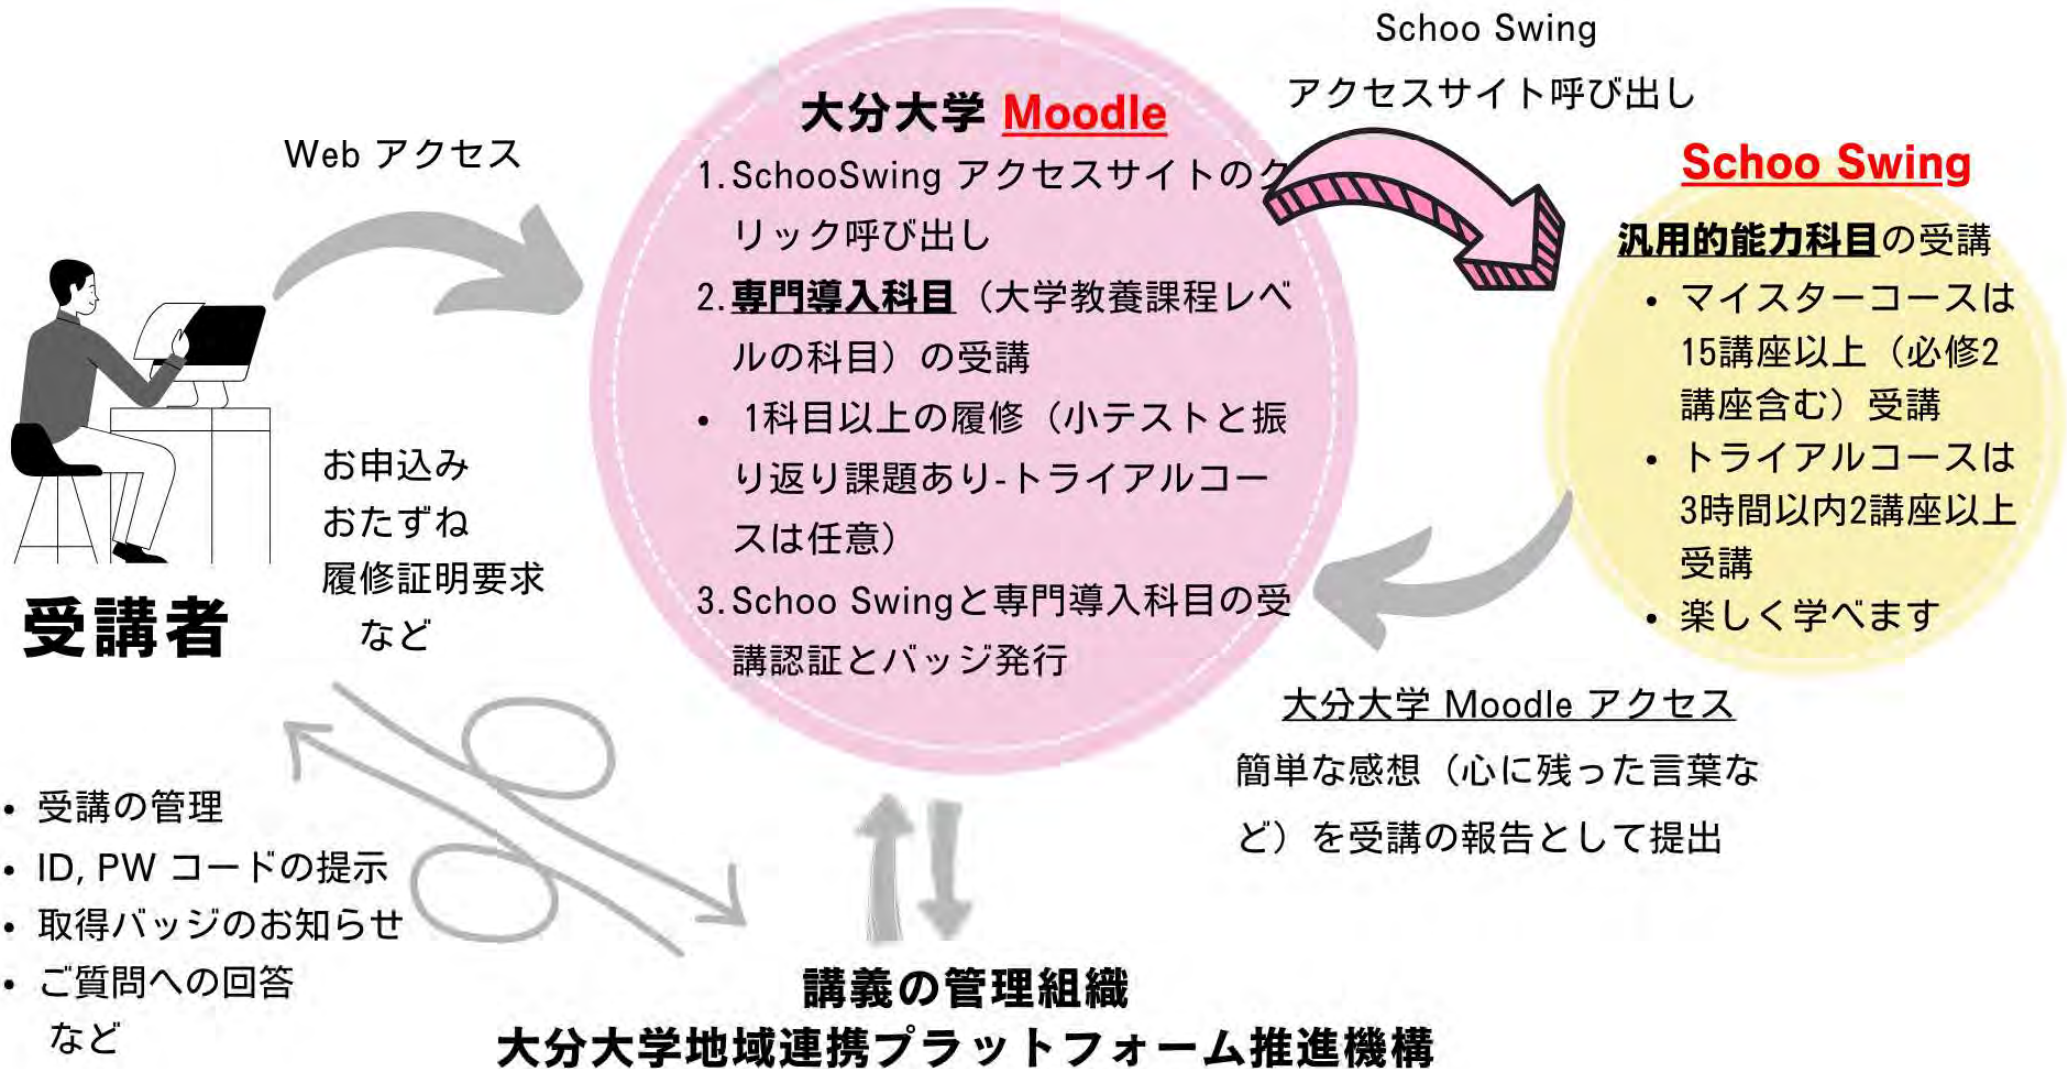 Web アクセス
お申込み
おたずね
履修証明要求
など
受講者
・ 受講の管理
・ ID, PW コードの提示
・ 取得バッジのお知らせ
・ ご質問への回答
など
大分大学 Moodle
1. SchooSwing アクセスサイトのク
リック呼び出し
2. 専門導入科目（大学教養課程レベ
ルの科目）の受講
・ 1科目以上の履修（小テストと振
り返り課題あり-トライアルコー
スは任意）
3. Schoo Swingと専門導入科目の受
講認証とバッジ発行
Schoo Swing
アクセスサイト呼び出し
Schoo Swing
汎用的能力科目の受講
・ マイスターコースは
15講座以上（必修2
講座含む）受講
・ トライアルコースは
3時間以内2講座以上
受講
・ 楽しく学べます
大分大学 Moodle アクセス
簡単な感想（心に残った言葉な
ど）を受講の報告として提出
講義の管理組織
大分大学地域連携プラットフォーム推進機構